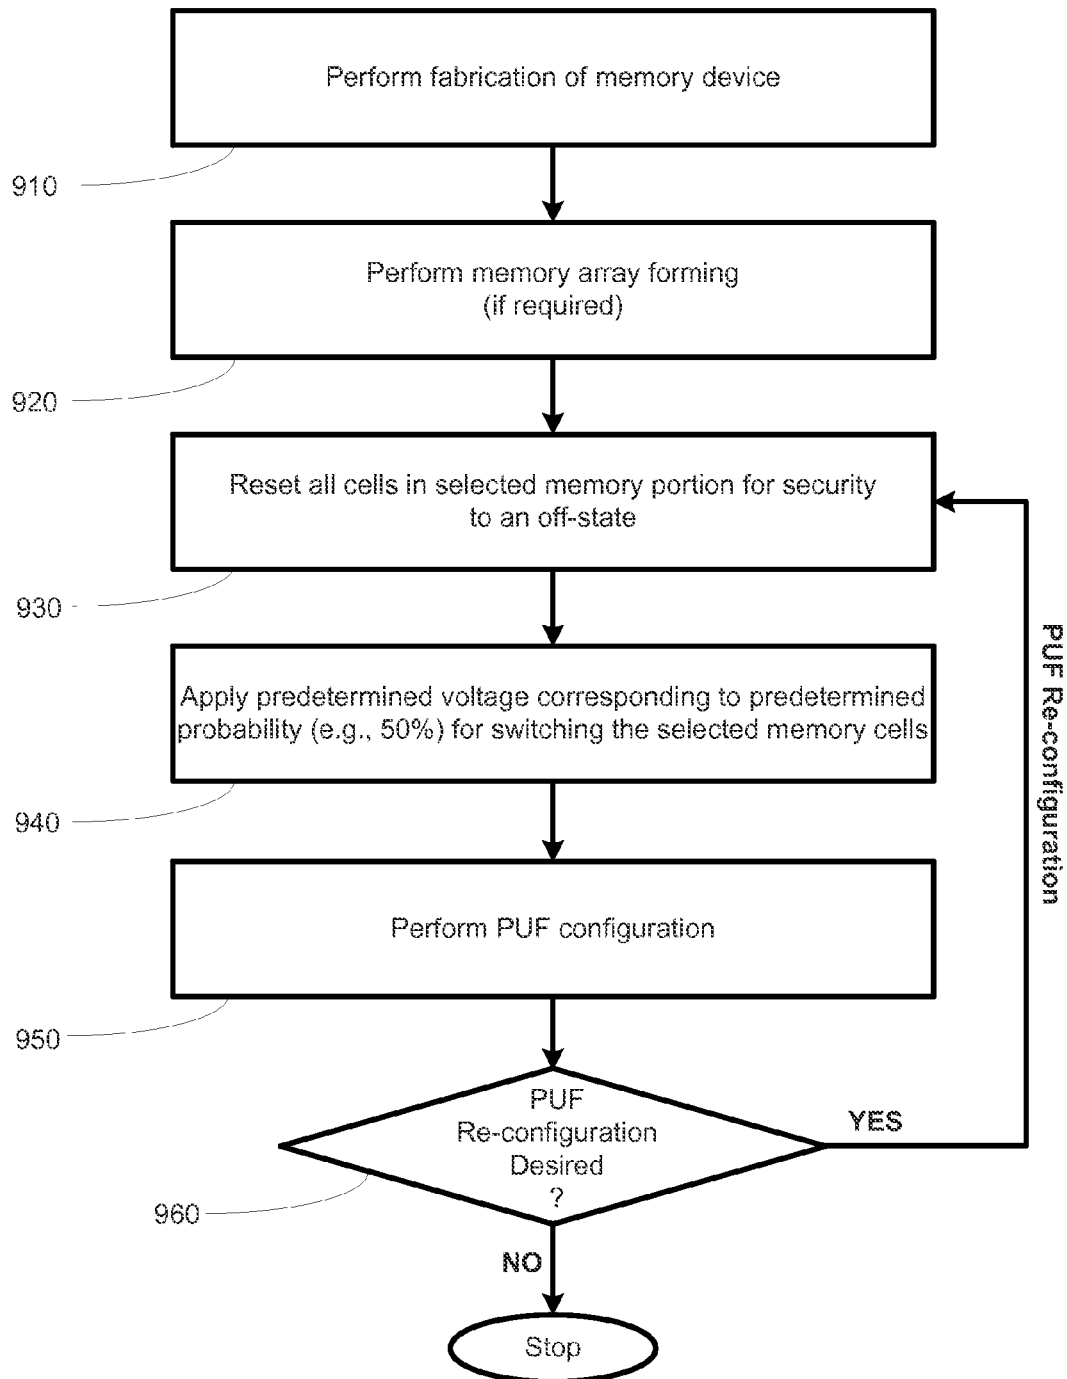 Perform fabrication of memory device
910
Perform memory array forming
(if required)
920
Reset all cells in selected memory portion for security
to an off-state
930
Apply predetermined voltage corresponding to predetermined
probability (e.g., 50%) for switching the selected memory cells
940
PUF Re-configuration
Perform PUF configuration
950
PUF
Re-configuration
Desired
?
YES
960
NO
Stop